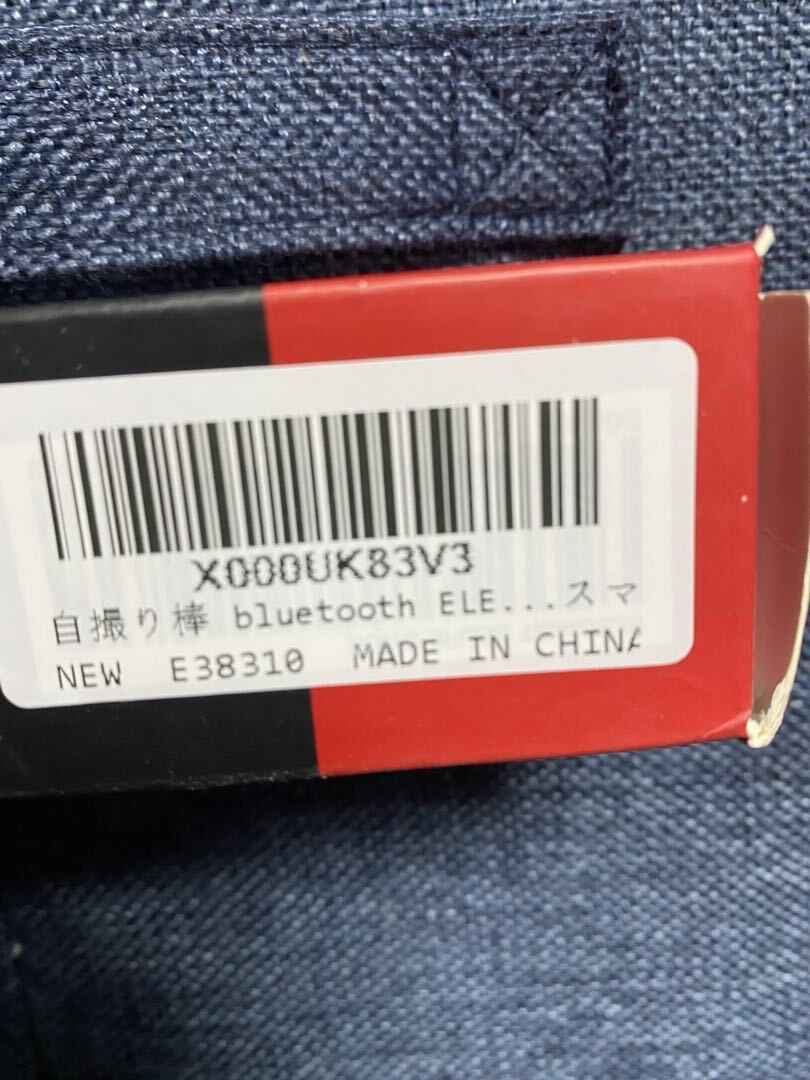 X000UK83V3
自撮り棒 bluetooth ELE...スマ
NEW E38310 MADE IN CHINA